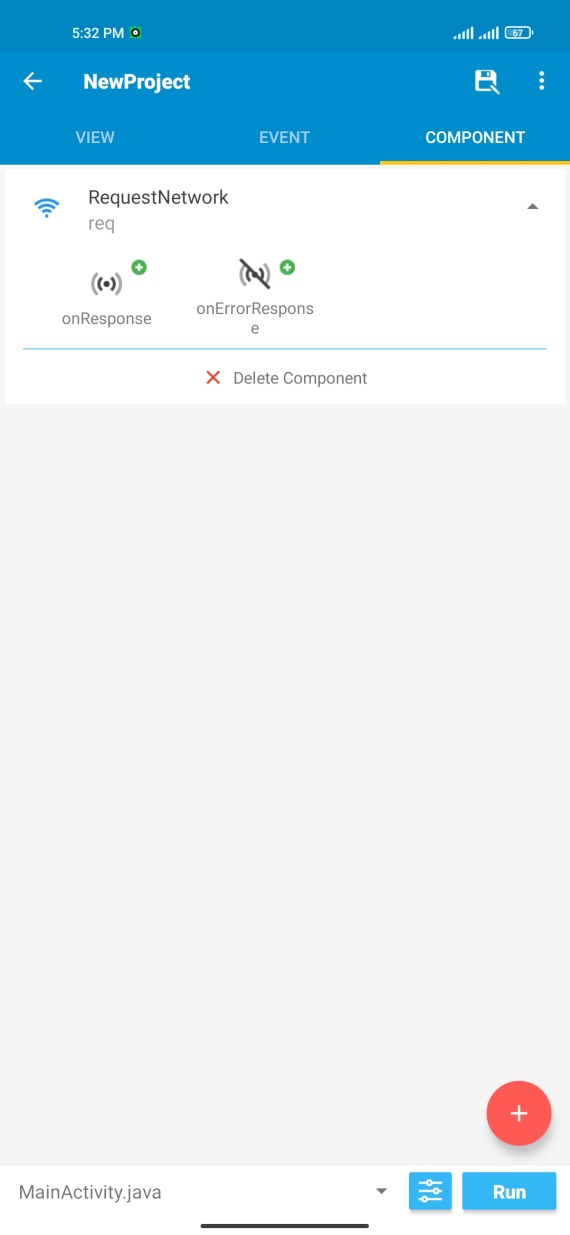 5:32 PM
67
NewProject
VIEW
EVENT
COMPONENT
RequestNetwork
req
onResponse
onErrorRespons
e
Delete Component
MainActivity.java
Run